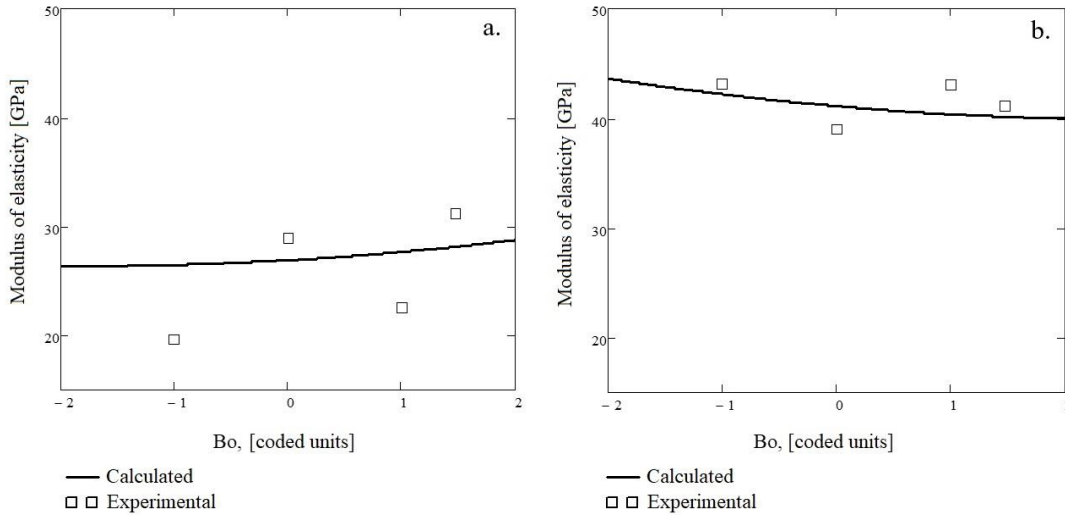 a.
Modulus of elasticity [GPa]
50
40
30
20
− 2 − 1 0 1 2
Bo, [coded units]
Calculated
Experimental
b.
Modulus of elasticity [GPa]
50
40
30
20
− 2 − 1 0 1
Bo, [coded units]
Calculated
Experimental